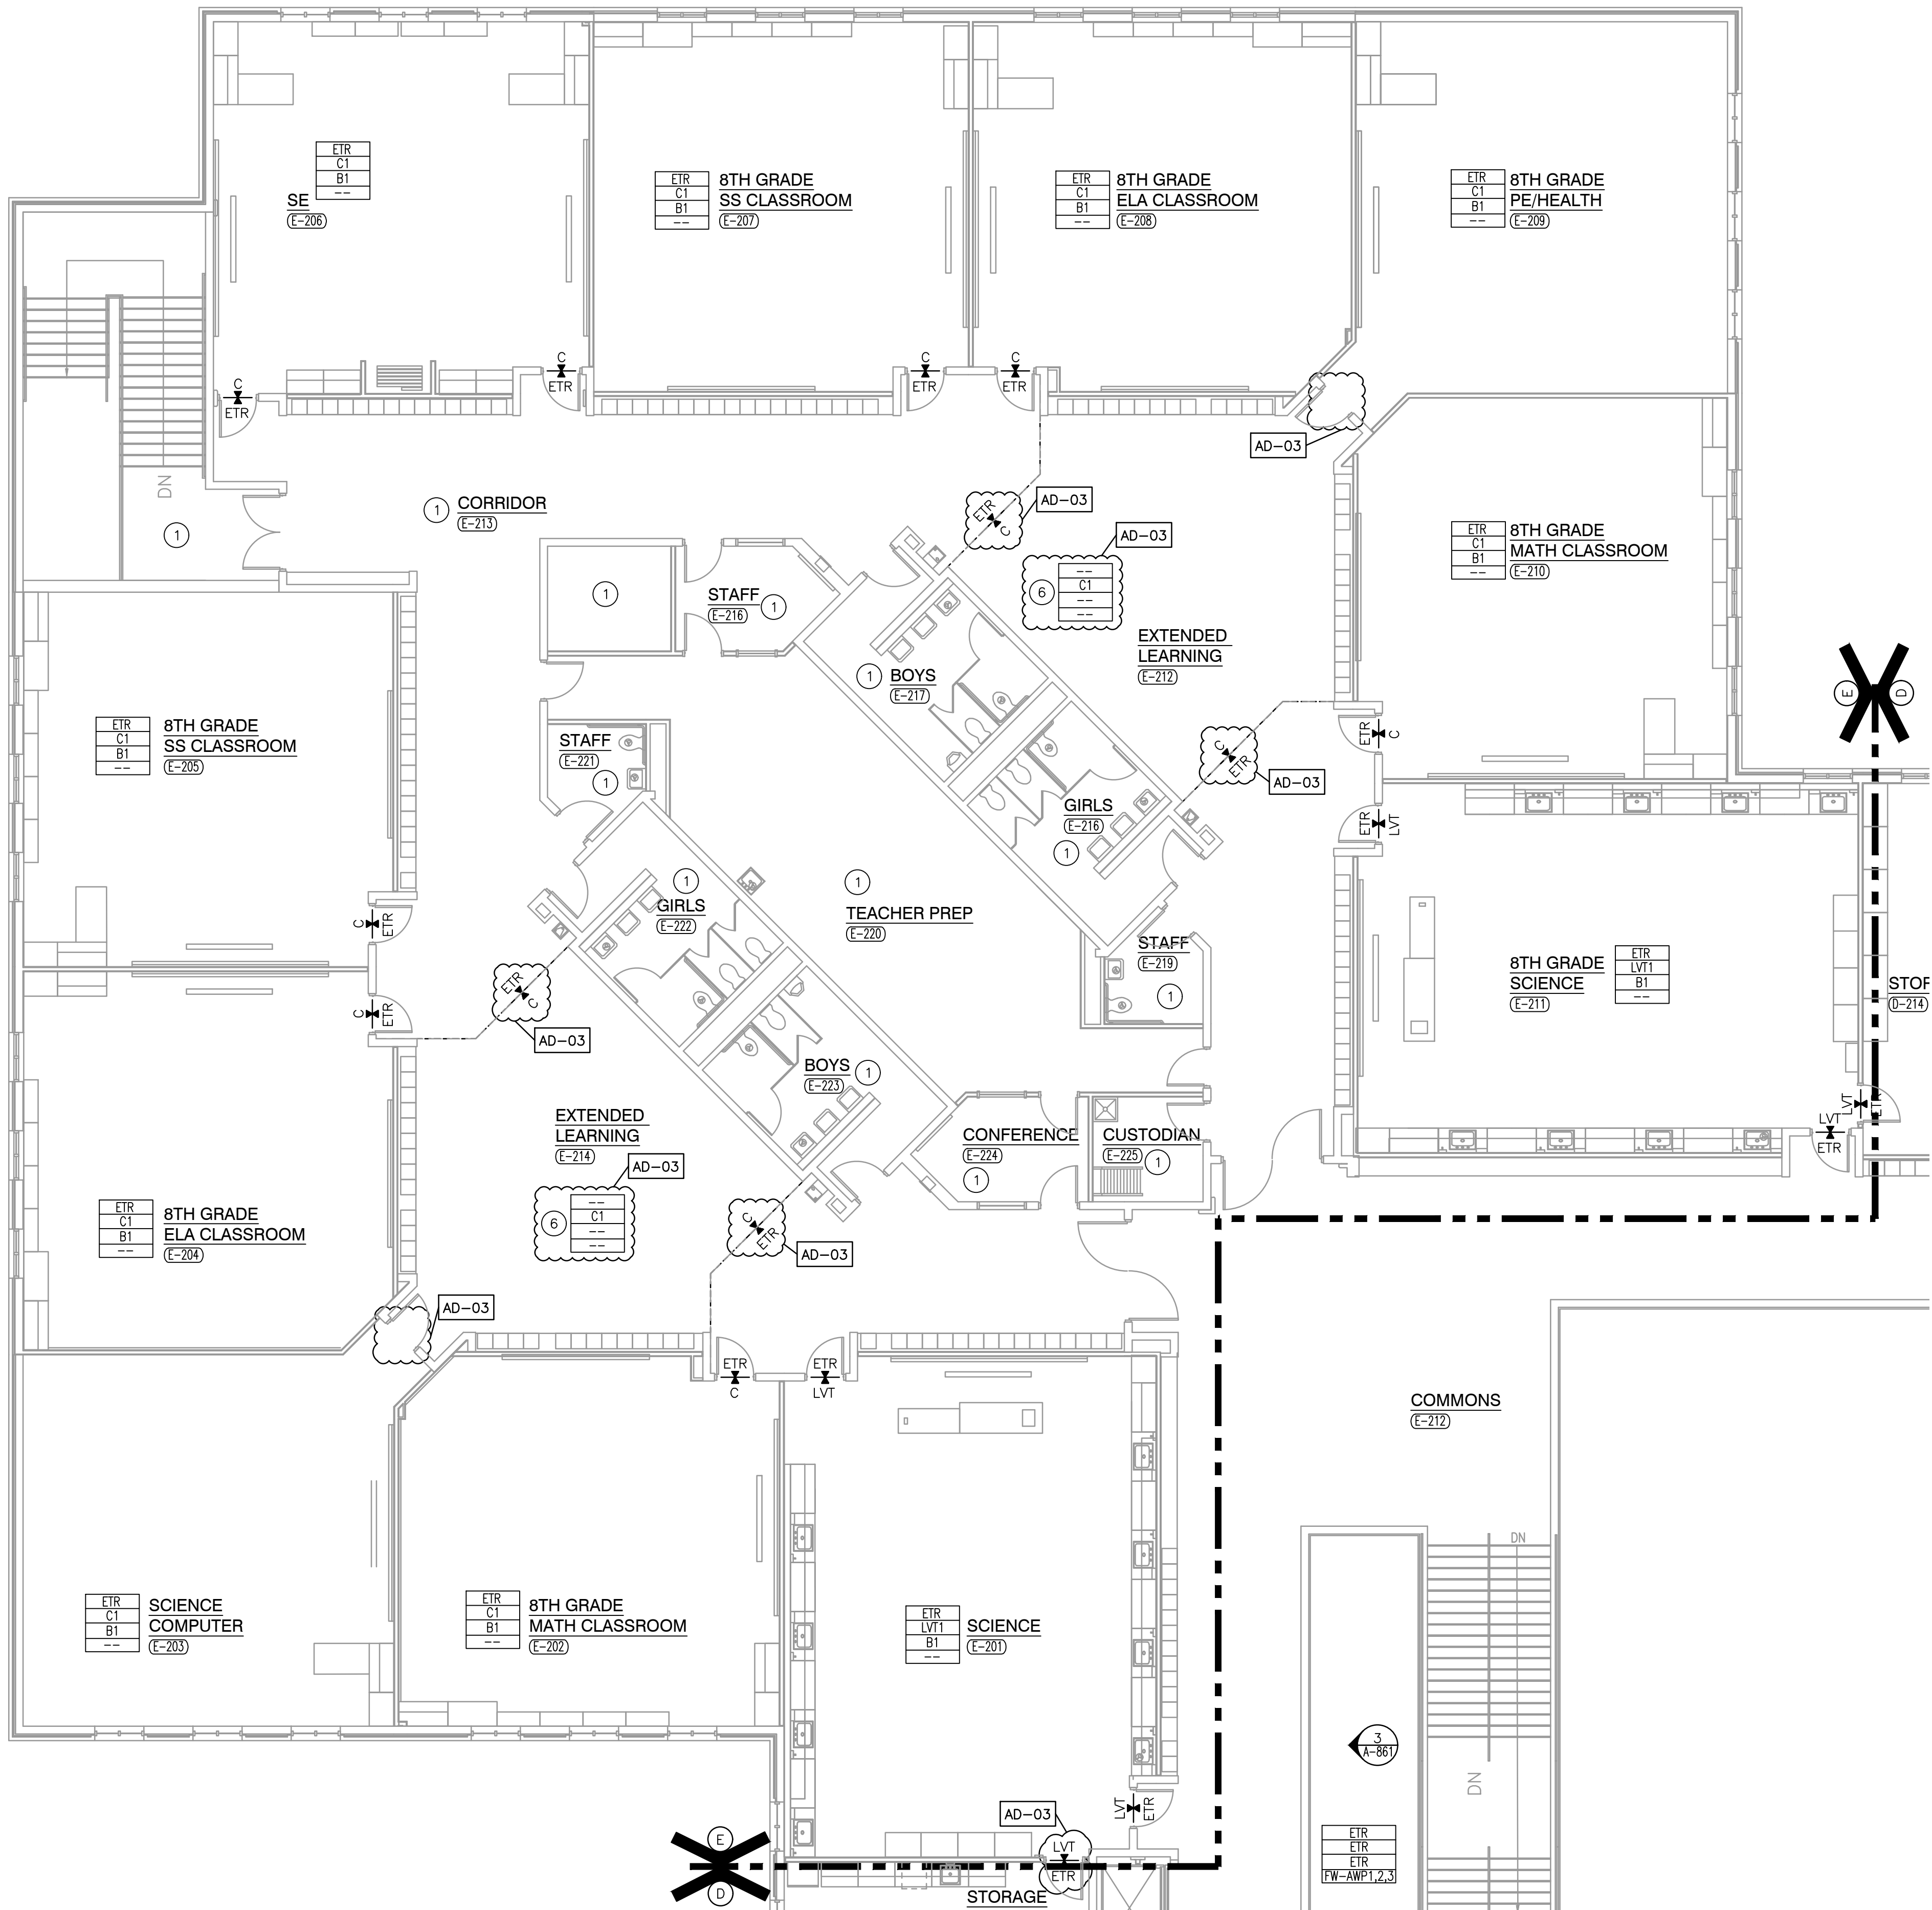 ETR
C1
B1
--
SE
(E-206)
ETR
C1
B1
--
8TH GRADE
SS CLASSROOM
(E-207)
ETR
C1
B1
--
8TH GRADE
ELA CLASSROOM
(E-208)
ETR
C1
B1
--
8TH GRADE
PE/HEALTH
(E-209)
C
ETR
C
ETR
C
ETR
C
ETR
AD-03
DN
1
1
CORRIDOR
(E-213)
ETR
C
AD-03
AD-03
6
--
C1
--
--
ETR
C1
B1
--
8TH GRADE
MATH CLASSROOM
(E-210)
1
STAFF
(E-216)
1
EXTENDED
LEARNING
(E-212)
1
BOYS
(E-217)
E
D
ETR
C1
B1
--
8TH GRADE
SS CLASSROOM
(E-205)
STAFF
(E-221)
1
C
ETR
AD-03
ETR
C
ETR
LVT
GIRLS
(E-216)
1
1
GIRLS
(E-222)
1
TEACHER PREP
(E-220)
C
ETR
C
ETR
ETR
C
AD-03
STAFF
(E-219)
1
8TH GRADE
SCIENCE
(E-211)
ETR
LVT1
B1
--
STOR
(D-214)
BOYS
(E-223)
1
LVT
ETR
LVT
ETR
EXTENDED
LEARNING
(E-214)
AD-03
6
--
C1
--
--
CONFERENCE
(E-224)
1
CUSTODIAN
(E-225)
1
ETR
C1
B1
--
8TH GRADE
ELA CLASSROOM
(E-204)
C
ETR
AD-03
AD-03
ETR
C
ETR
LVT
COMMONS
(E-212)
DN
ETR
C1
B1
--
SCIENCE
COMPUTER
(E-203)
ETR
C1
B1
--
8TH GRADE
MATH CLASSROOM
(E-202)
ETR
LVT1
B1
--
SCIENCE
(E-201)
3
A-861
DN
LVT
ETR
AD-03
LVT
ETR
E
D
ETR
ETR
ETR
FW-AWP1,2,3
STORAGE